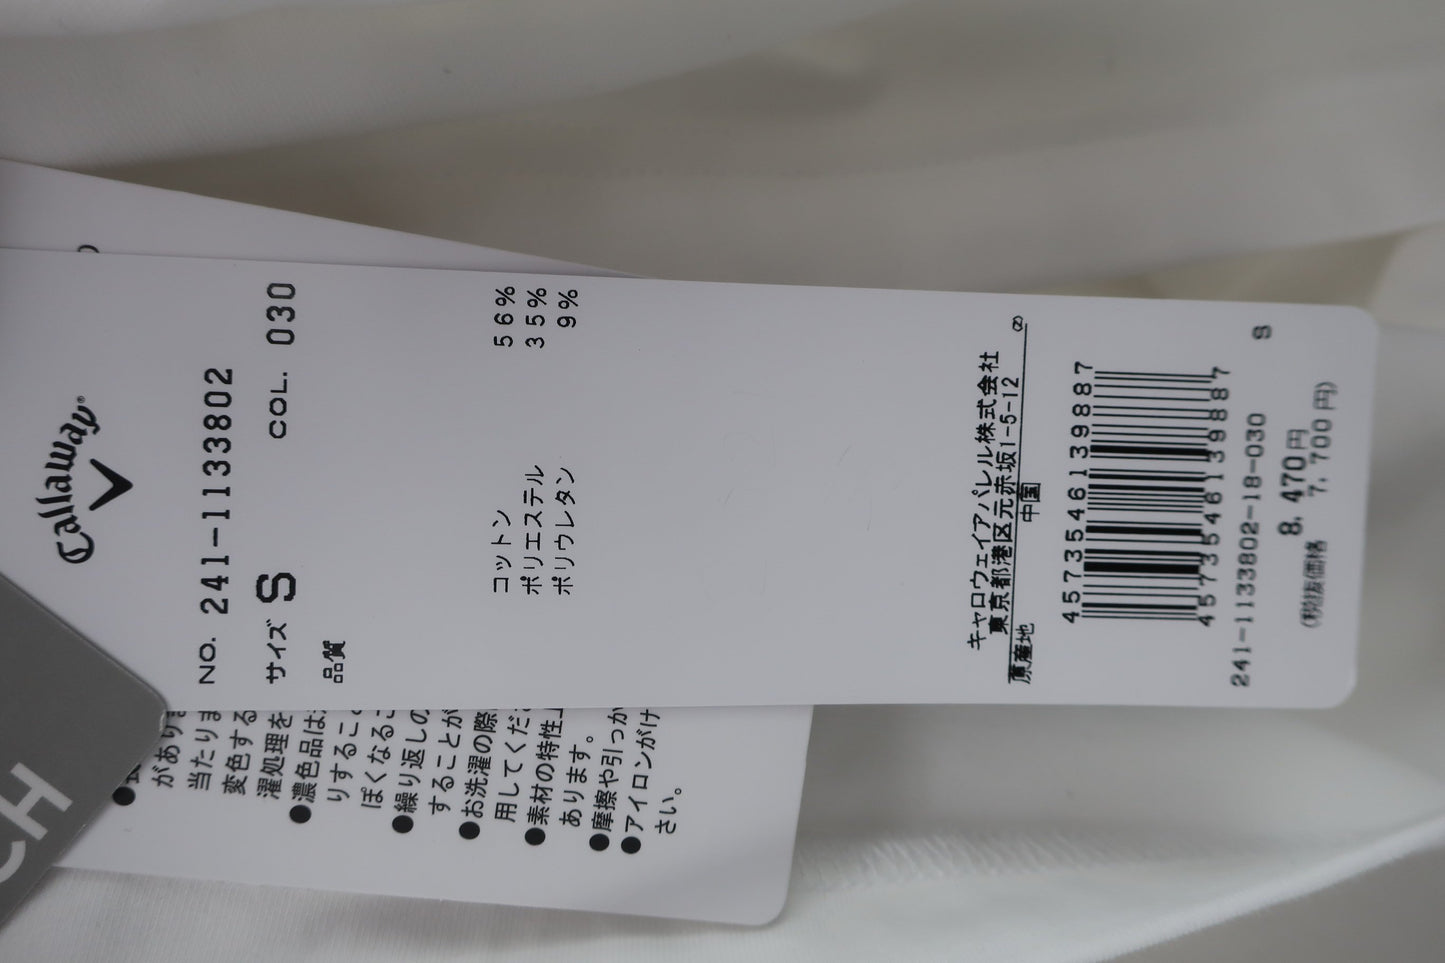 Callaway®
NO. 241-1133802
サイズ S COL. 030
品質
コットン 56%
ポリエステル 35%
ポリウレタン 9%
キャロウェイアパレル株式会社
東京都港区元赤坂1-5-12
(2)
原産地 中国
4573546139887
4573546139887
241-1133802-18-030 S
8,470円
(税抜価格 7,700円)
があります
当たりま
変色する
濯処理を
●濃色品は
りするこ
ぽくなるこ
●繰り返しの
することが
●お洗濯の際
用してくだ
●素材の特性上
あります。
●摩擦や引っか
●アイロンがけ
さい。
CH